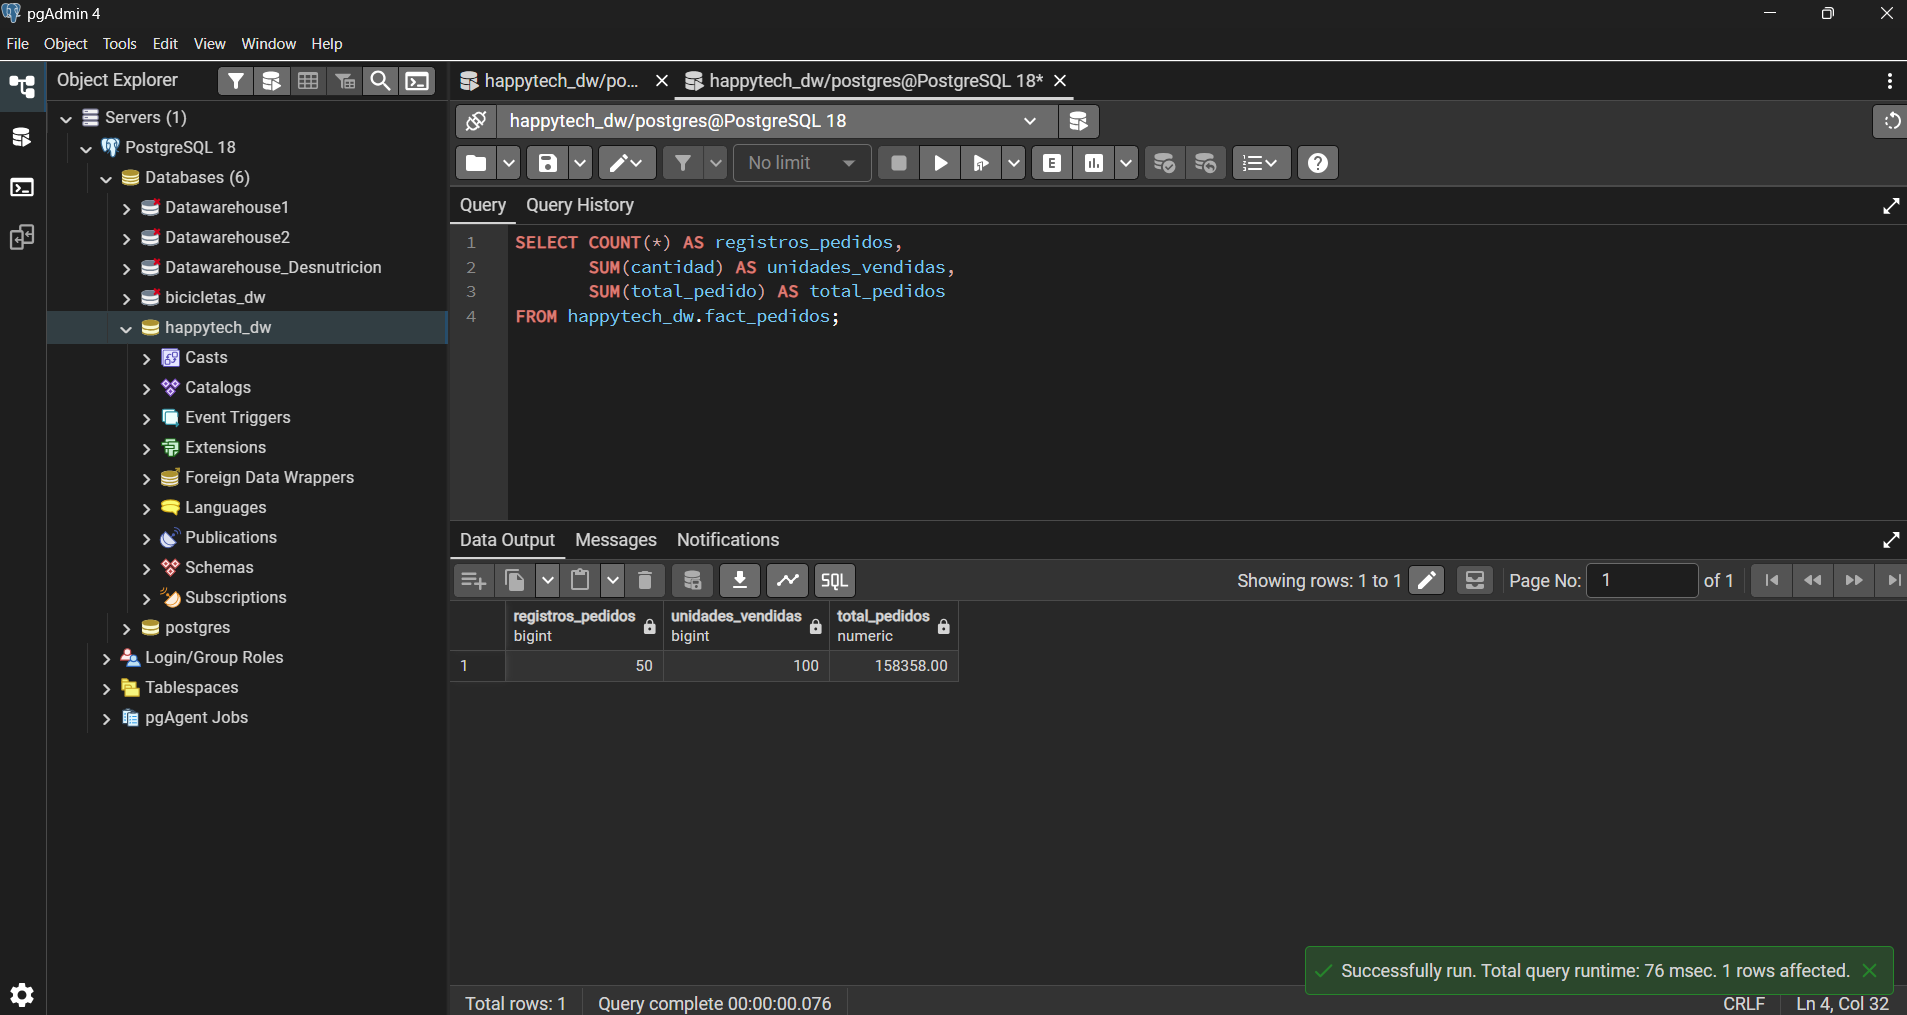 pgAdmin 4
File Object Tools Edit View Window Help
Object Explorer
happytech_dw/po... happytech_dw/postgres@PostgreSQL 18*
Servers (1)
PostgreSQL 18
Databases (6)
Datawarehouse1
Datawarehouse2
Datawarehouse_Desnutricion
bicicletas_dw
happytech_dw
Casts
Catalogs
Event Triggers
Extensions
Foreign Data Wrappers
Languages
Publications
Schemas
Subscriptions
postgres
Login/Group Roles
Tablespaces
pgAgent Jobs
happytech_dw/postgres@PostgreSQL 18
No limit E
Query Query History
1 SELECT COUNT(*) AS registros_pedidos,
2 SUM(cantidad) AS unidades_vendidas,
3 SUM(total_pedido) AS total_pedidos
4 FROM happytech_dw.fact_pedidos;
Data Output Messages Notifications
SQL Showing rows: 1 to 1 Page No: 1 of 1
registros_pedidos unidades_vendidas total_pedidos
bigint bigint numeric
1 50 100 158358.00
Successfully run. Total query runtime: 76 msec. 1 rows affected.
Total rows: 1 Query complete 00:00:00.076 CRLF Ln 4, Col 32